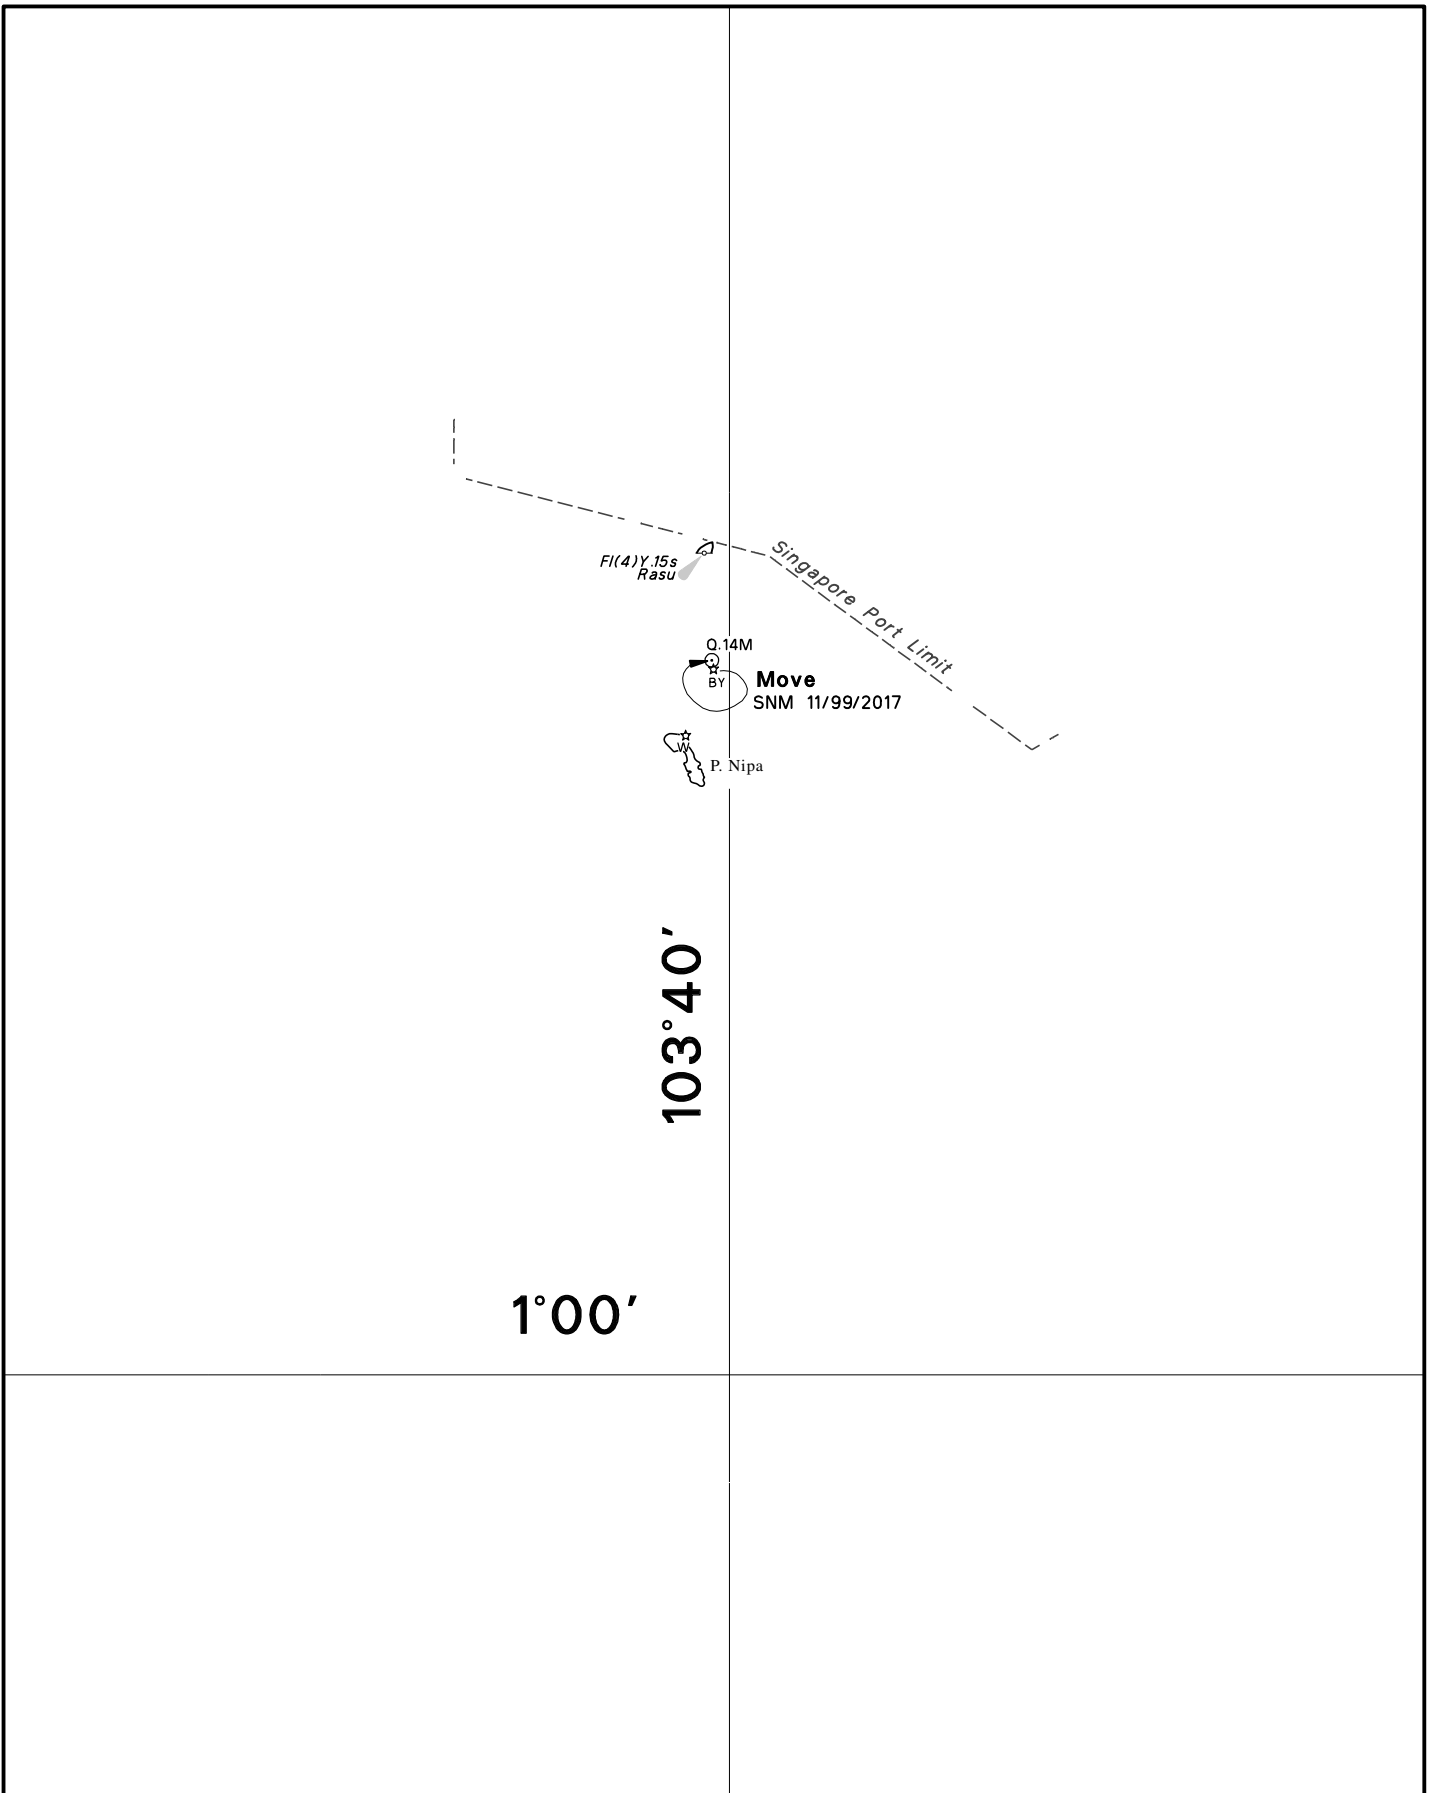 Singapore Port Limit
Fl(4)Y.15s
Rasu
Q.14M
BY
Move
SNM 11/99/2017
W
P. Nipa
103°40′
1°00′